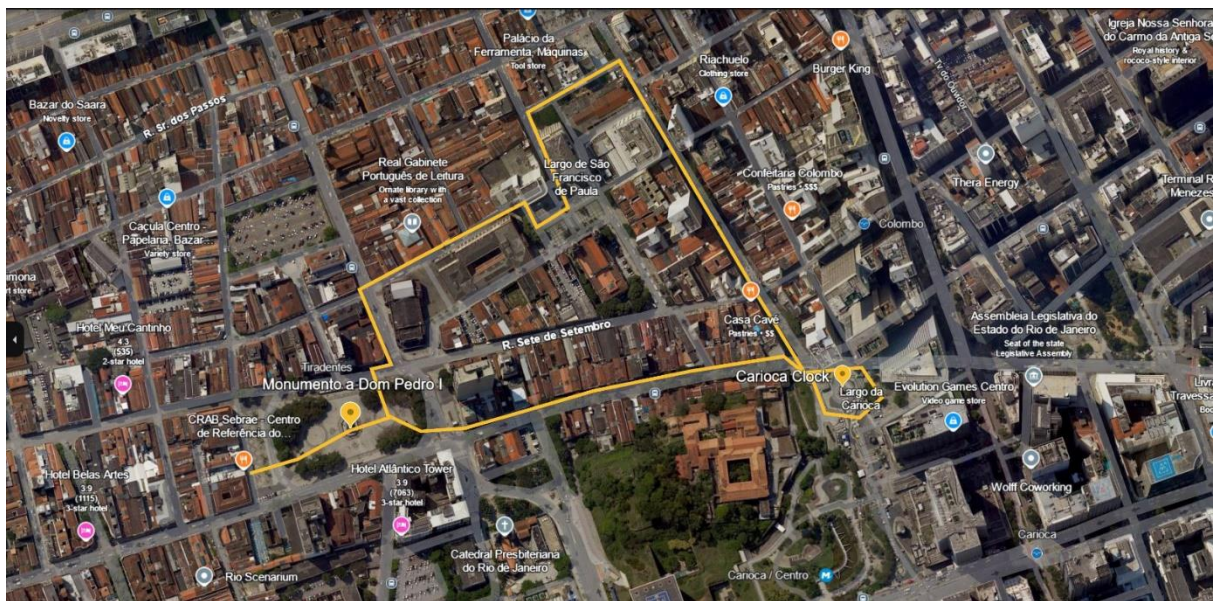 Bazar do Saara
Novelty store
R. Sr. dos Passos
Palácio da
Ferramenta, Máquinas
Tool store
Riachuelo
Clothing store
Burger King
Tv. do Ouvidor
Igreja Nossa Senhora
do Carmo da Antiga Sé
Royal history &
rococo-style interior
Real Gabinete
Português de Leitura
Ornate library with
a vast collection
Largo de São
Francisco
de Paula
Confeitaria Colombo
Pastries • $$$
Thera Energy
Terminal
Menezes
Colombo
Caçula Centro
Papelaria, Bazar...
Variety store
Hotel Meu Cantinho
4.3
(535)
2-star hotel
Tiradentes
Monumento a Dom Pedro I
R. Sete de Setembro
Casa Cavé
Pastries • $$
Assembleia Legislativa do
Estado do Rio de Janeiro
Seat of the state
Legislative Assembly
CRAB Sebrae - Centro
de Referência do...
Carioca Clock
Largo da
Carioca
Evolution Games Centro
Video game store
Hotel Belas Artes
3.9
(1115)
3-star hotel
Hotel Atlântico Tower
3.9
(7063)
3-star hotel
Wolff Coworking
Rio Scenarium
Catedral Presbiteriana
do Rio de Janeiro
Carioca / Centro
Carioca